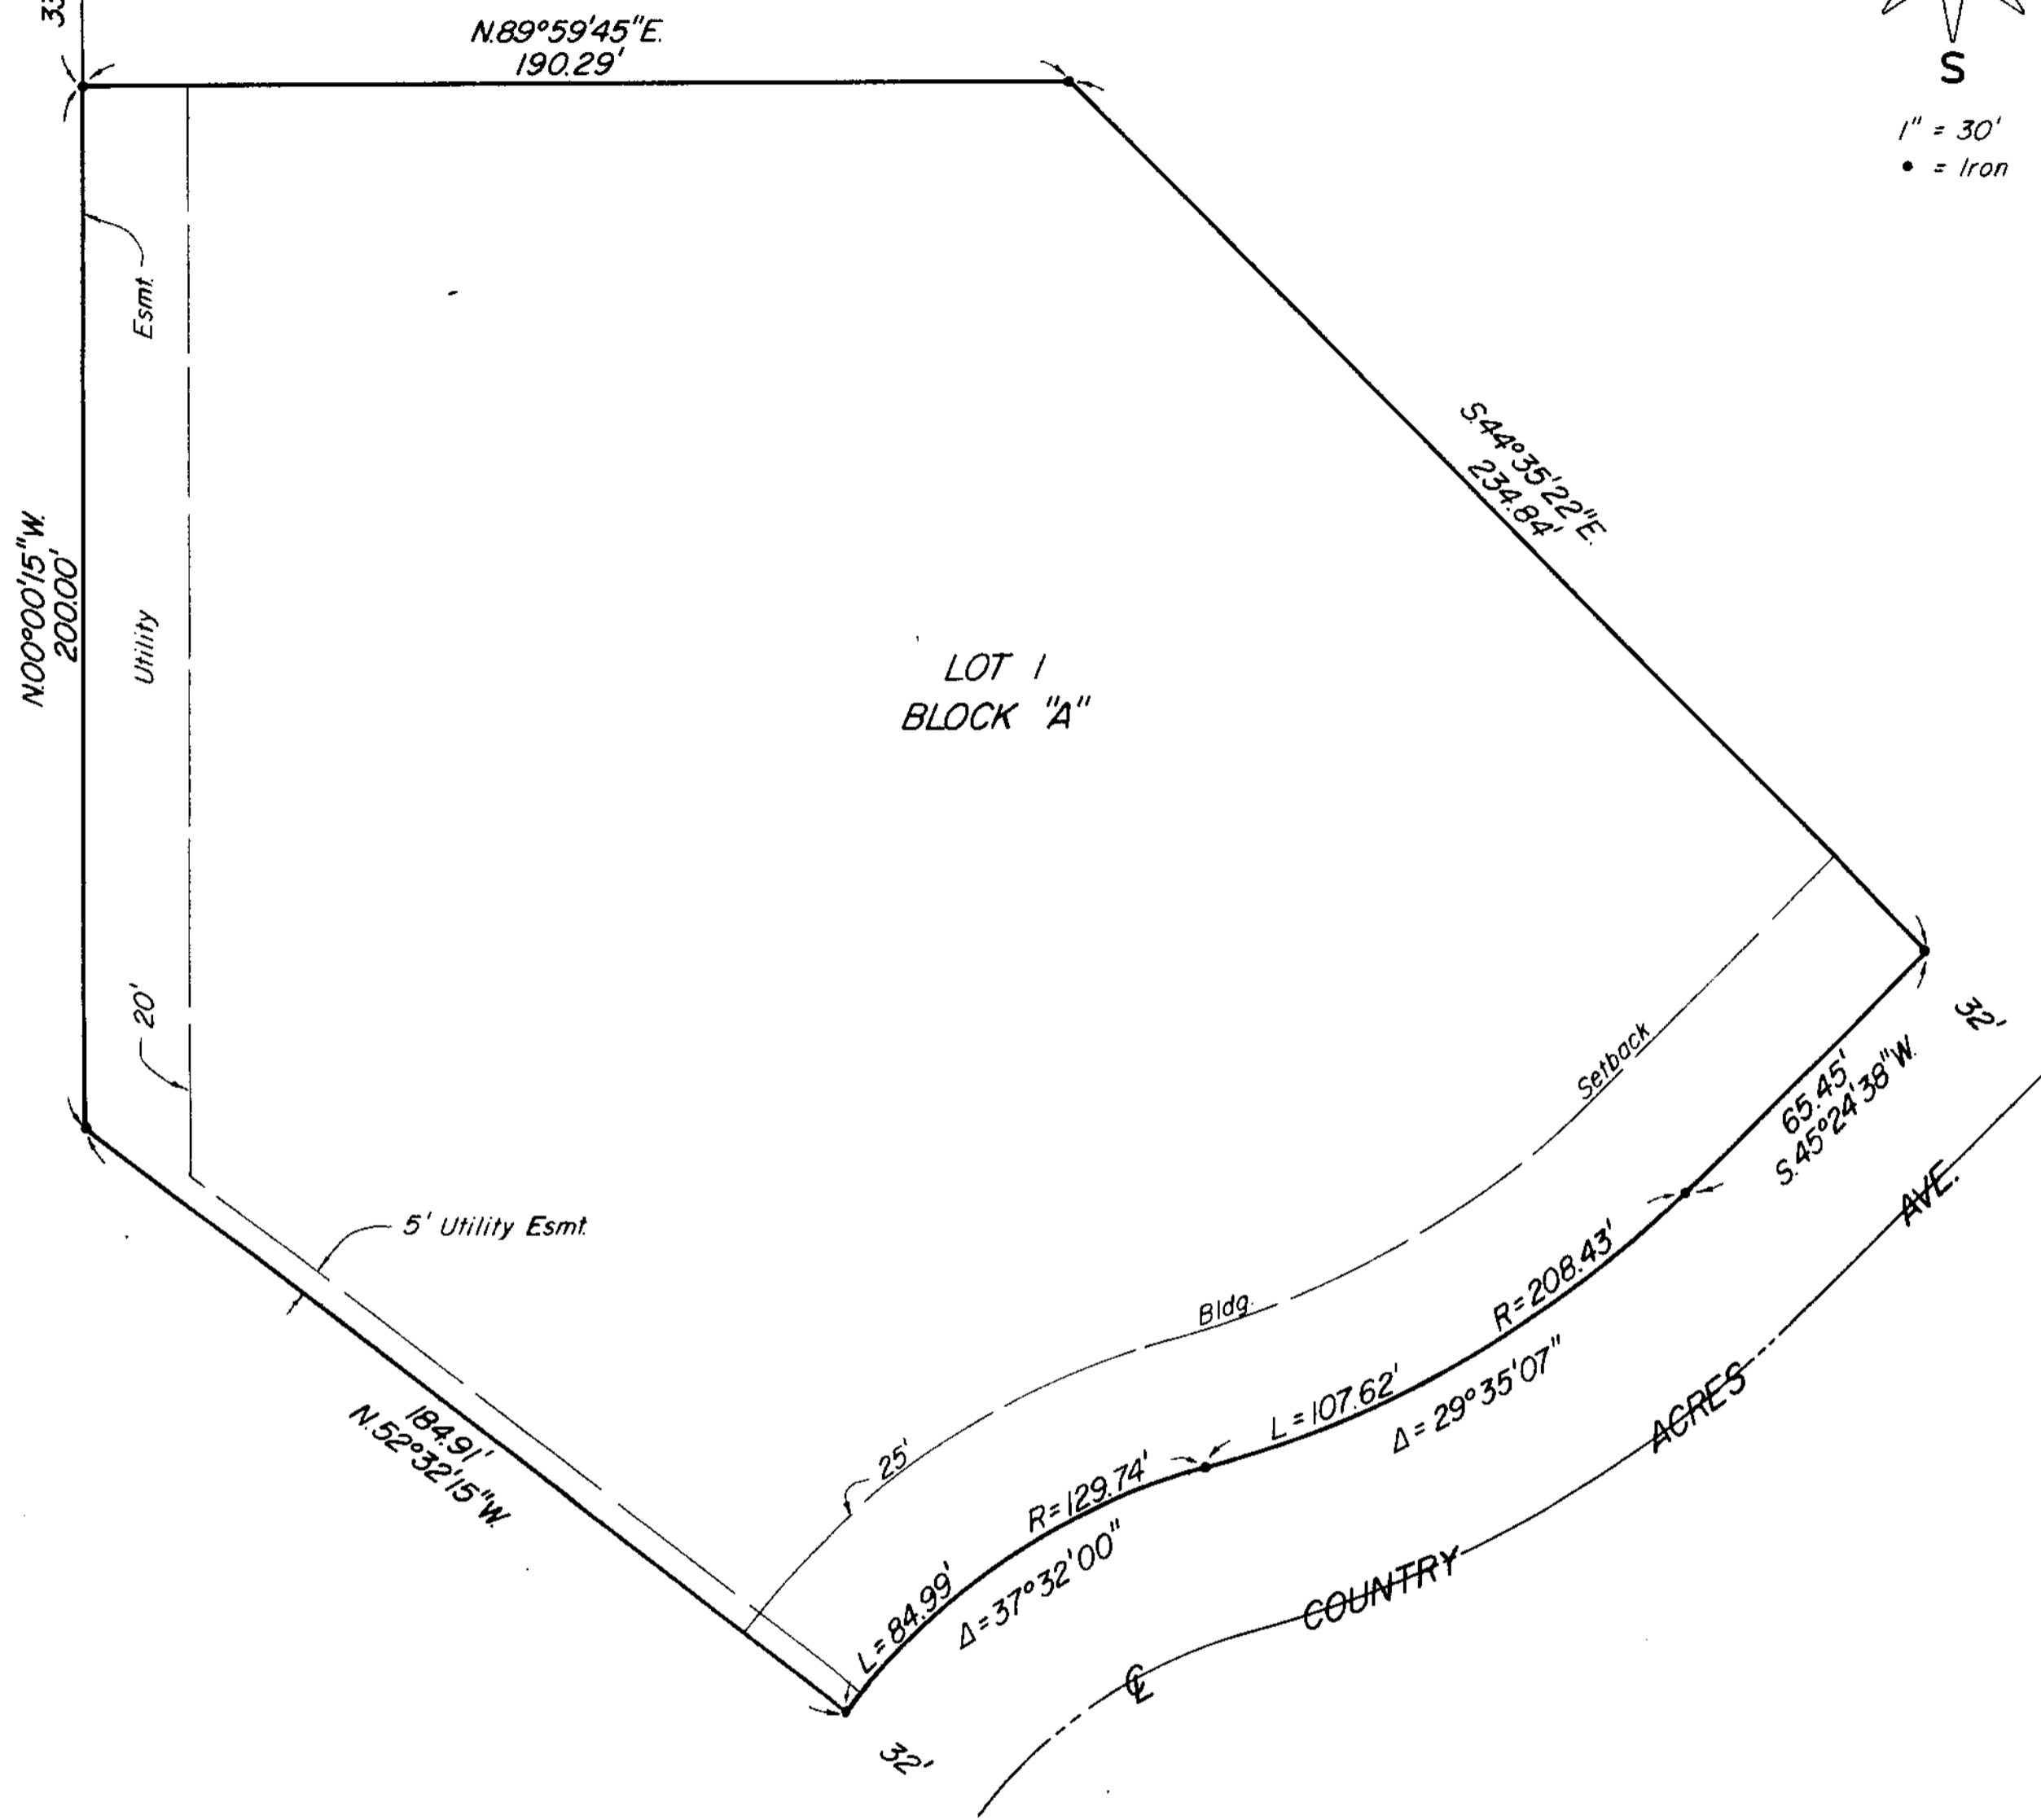 N.89°59'45"E.
190.29'
S
1" = 30'
• = Iron
Esmt.
S.44°35'22"E.
234.84'
N.00°00'15"W.
200.00'
Utility
LOT 1
BLOCK "A"
20'
32'
Setback
65.45'
S.45°24'38"W.
AVE.
5' Utility Esmt.
Bldg.
R=208.43'
L=107.62'
Δ=29°35'07"
ACRES
184.91'
N.52°32'15"W.
25'
R=129.74'
L=84.99'
Δ=37°32'00"
COUNTRY
℄
32'